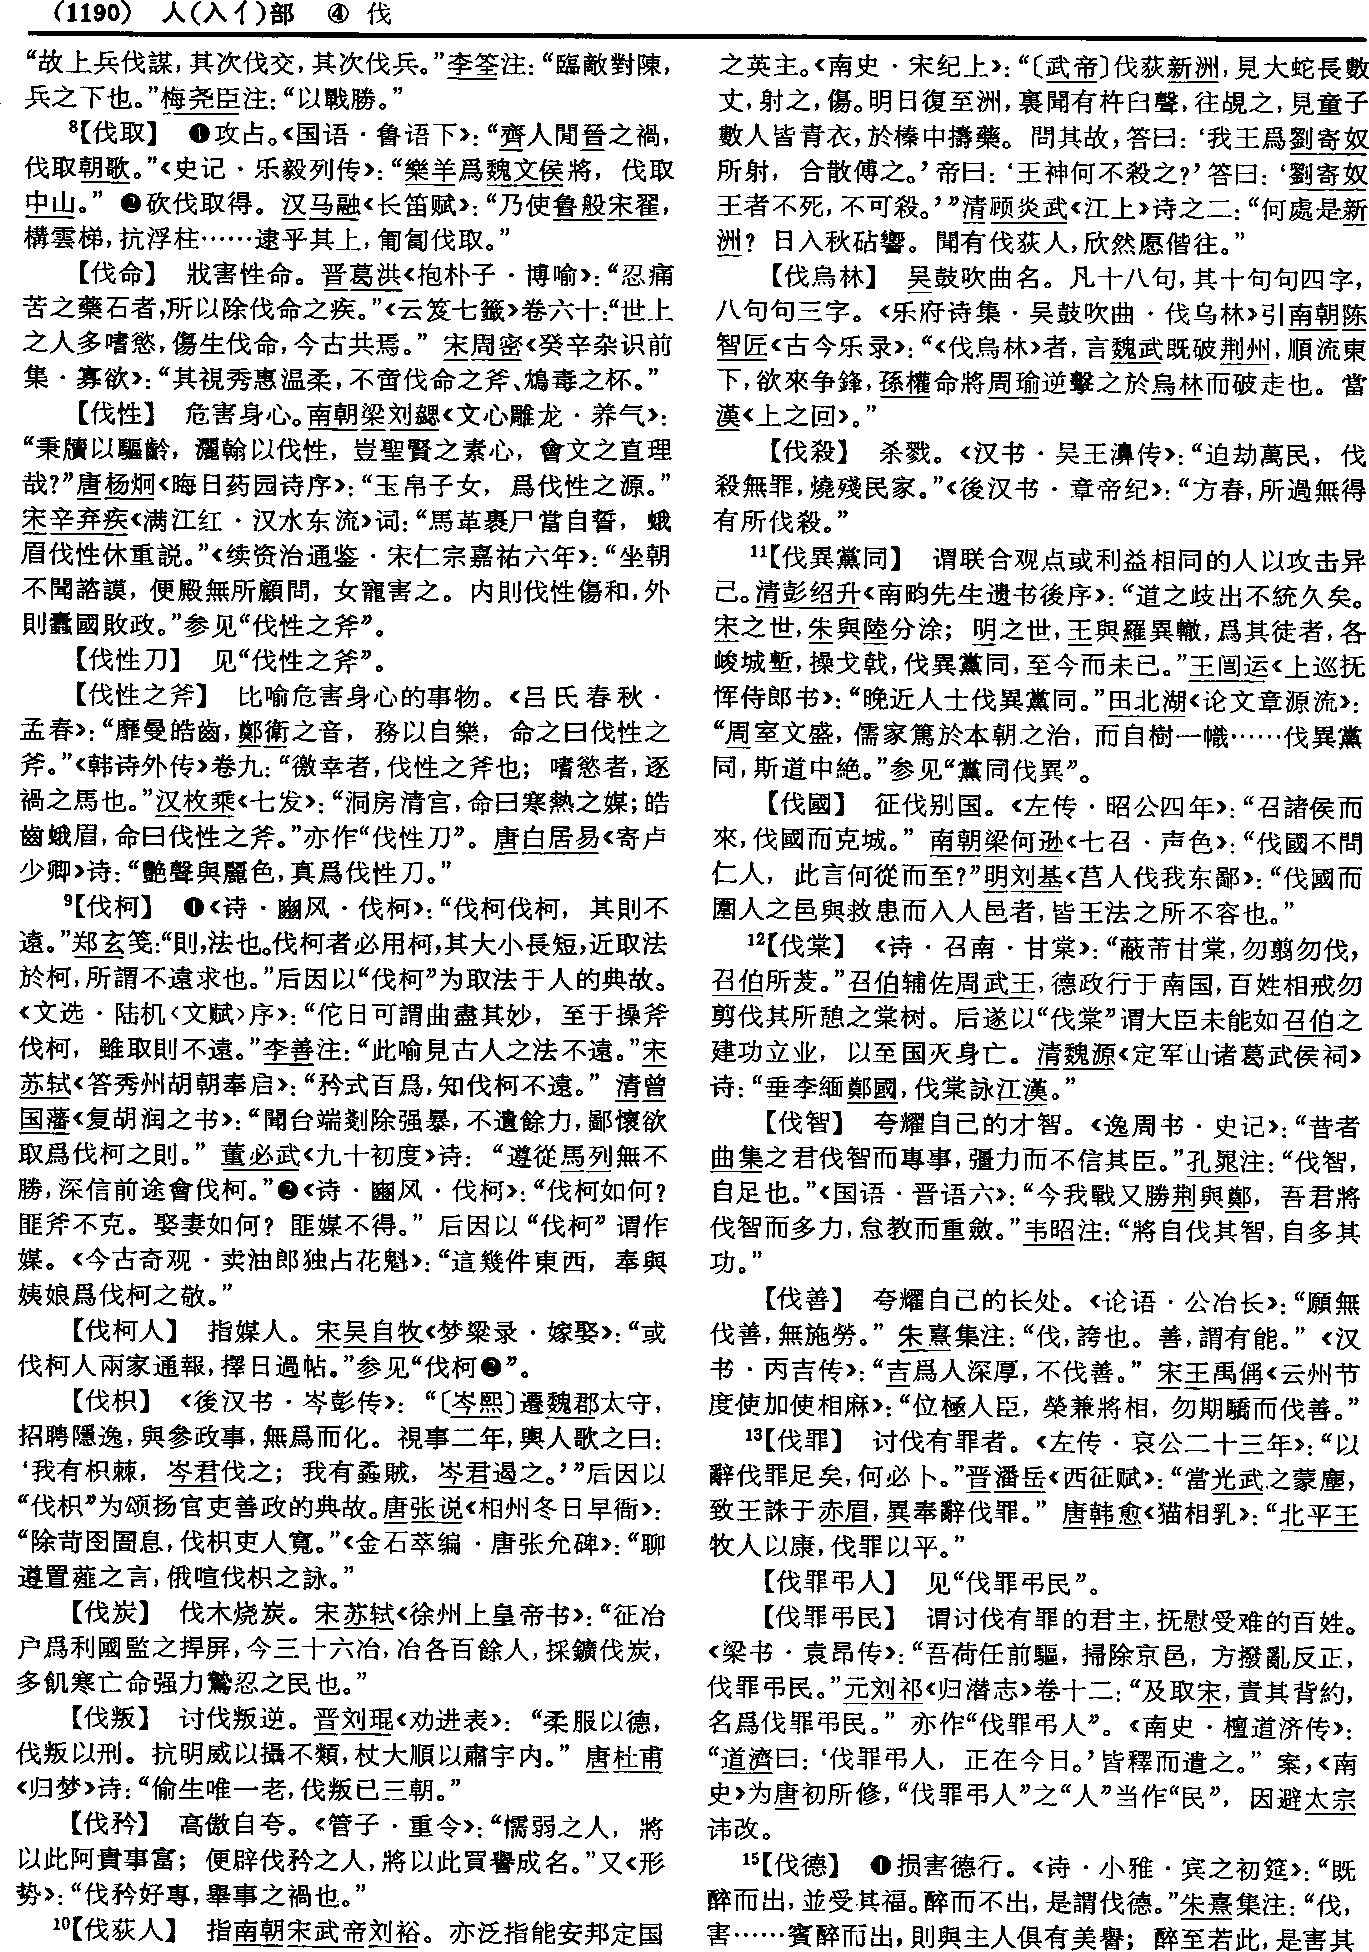 （1190）　人(入亻)部　④　伐
“故上兵伐謀，其次伐交，其次伐兵。”李筌注：“臨敵對陳，
兵之下也。”梅尧臣注：“以戰勝。”
⁸【伐取】　❶攻占。《国语·鲁语下》：“齊人閒晉之禍，
伐取朝歌。”《史记·乐毅列传》：“樂羊爲魏文侯將，伐取
中山。”❷砍伐取得。汉马融《长笛赋》：“乃使魯般宋翟，
構雲梯，抗浮柱……逮乎其上，匍匐伐取。”
【伐命】　戕害性命。晋葛洪《抱朴子·博喻》：“忍痛
苦之藥石者，所以除伐命之疾。”《云笈七籤》卷六十：“世上
之人多嗜慾，傷生伐命，今古共焉。”宋周密《癸辛杂识前
集·寡欲》：“其視秀惠温柔，不啻伐命之斧、鴆毒之杯。”
【伐性】　危害身心。南朝梁刘勰《文心雕龙·养气》：
“秉牘以驅齡，灑翰以伐性，豈聖賢之素心，會文之直理
哉?”唐杨炯《晦日药园诗序》：“玉帛子女，爲伐性之源。”
宋辛弃疾《满江红·汉水东流》词：“馬革裹尸當自誓，蛾
眉伐性休重説。”《续资治通鉴·宋仁宗嘉祐六年》：“坐朝
不聞諮謨，便殿無所顧問，女寵害之。内則伐性傷和，外
則蠹國敗政。”参见“伐性之斧”。
【伐性刀】　见“伐性之斧”。
【伐性之斧】　比喻危害身心的事物。《吕氏春秋·
孟春》：“靡曼皓齒，鄭衛之音，務以自樂，命之曰伐性之
斧。”《韩诗外传》卷九：“徼幸者，伐性之斧也；嗜慾者，逐
禍之馬也。”汉枚乘《七发》：“洞房清宫，命曰寒熱之媒；皓
齒蛾眉，命曰伐性之斧。”亦作“伐性刀”。唐白居易《寄卢
少卿》诗：“艷聲與麗色，真爲伐性刀。”
⁹【伐柯】　❶《诗·豳风·伐柯》：“伐柯伐柯，其則不
遠。”郑玄笺：“則，法也。伐柯者必用柯，其大小長短，近取法
於柯，所謂不遠求也。”后因以“伐柯”为取法于人的典故。
《文选·陆机〈文赋〉序》：“佗日可謂曲盡其妙，至于操斧
伐柯，雖取則不遠。”李善注：“此喻見古人之法不遠。”宋
苏轼《答秀州胡朝奉启》：“矜式百爲，知伐柯不遠。”清曾
国藩《复胡润之书》：“聞台端剗除强暴，不遺餘力，鄙懷欲
取爲伐柯之則。”董必武《九十初度》诗：“遵從馬列無不
勝，深信前途會伐柯。”❷《诗·豳风·伐柯》：“伐柯如何？
匪斧不克。娶妻如何？匪媒不得。”后因以“伐柯”谓作
媒。《今古奇观·卖油郎独占花魁》：“這幾件東西，奉與
姨娘爲伐柯之敬。”
【伐柯人】　指媒人。宋吴自牧《梦粱录·嫁娶》：“或
伐柯人兩家通報，擇日過帖。”参见“伐柯❷”。
【伐枳】　《後汉书·岑彭传》：“〔岑熙〕遷魏郡太守，
招聘隱逸，與參政事，無爲而化。視事二年，輿人歌之曰：
‘我有枳棘，岑君伐之；我有蟊賊，岑君遏之。’”后因以
“伐枳”为颂扬官吏善政的典故。唐张说《相州冬日早衙》：
“除苛囹圄息，伐枳吏人寬。”《金石萃编·唐张允碑》：“聊
遵置薤之言，俄喧伐枳之詠。”
【伐炭】　伐木烧炭。宋苏轼《徐州上皇帝书》：“征冶
户爲利國監之捍屏，今三十六冶，冶各百餘人，採鑛伐炭，
多飢寒亡命强力鷙忍之民也。”
【伐叛】　讨伐叛逆。晋刘琨《劝进表》：“柔服以德，
伐叛以刑。抗明威以攝不類，杖大順以肅宇内。”唐杜甫
《归梦》诗：“偷生唯一老，伐叛已三朝。”
【伐矜】　高傲自夸。《管子·重令》：“懦弱之人，將
以此阿貴事富；便辟伐矜之人，將以此買譽成名。”又《形
势》：“伐矜好專，舉事之禍也。”
¹⁰【伐荻人】　指南朝宋武帝刘裕。亦泛指能安邦定国
之英主。《南史·宋纪上》：“〔武帝〕伐荻新洲，見大蛇長數
丈，射之，傷。明日復至洲，裏聞有杵臼聲，往覘之，見童子
數人皆青衣，於榛中擣藥。問其故，答曰：‘我王爲劉寄奴
所射，合散傅之。’帝曰：‘王神何不殺之?’答曰：‘劉寄奴
王者不死，不可殺。’”清顾炎武《江上》诗之二：“何處是新
洲？日入秋砧響。聞有伐荻人，欣然愿偕往。”
【伐烏林】　吴鼓吹曲名。凡十八句，其十句句四字，
八句句三字。《乐府诗集·吴鼓吹曲·伐乌林》引南朝陈
智匠《古今乐录》：“《伐烏林》者，言魏武既破荆州，順流東
下，欲來争鋒，孫權命將周瑜逆擊之於烏林而破走也。當
漢《上之回》。”
【伐殺】　杀戮。《汉书·吴王濞传》：“迫劫萬民，伐
殺無罪，燒殘民家。”《後汉书·章帝纪》：“方春，所過無得
有所伐殺。”
¹¹【伐異黨同】　谓联合观点或利益相同的人以攻击异
己。清彭绍升《南畇先生遗书後序》：“道之歧出不統久矣。
宋之世，朱與陸分涂；明之世，王與羅異轍，爲其徒者，各
峻城塹，操戈戟，伐異黨同，至今而未已。”王闿运《上巡抚
恽侍郎书》：“晚近人士伐異黨同。”田北湖《论文章源流》：
“周室文盛，儒家篤於本朝之治，而自樹一幟……伐異黨
同，斯道中絶。”参见“黨同伐異”。
【伐國】　征伐别国。《左传·昭公四年》：“召諸侯而
來，伐國而克城。”南朝梁何逊《七召·声色》：“伐國不問
仁人，此言何從而至?”明刘基《莒人伐我东鄙》：“伐國而
圍人之邑與救患而入人邑者，皆王法之所不容也。”
¹²【伐棠】　《诗·召南·甘棠》：“蔽芾甘棠，勿翦勿伐，
召伯所茇。”召伯辅佐周武王，德政行于南国，百姓相戒勿
剪伐其所憩之棠树。后遂以“伐棠”谓大臣未能如召伯之
建功立业，以至国灭身亡。清魏源《定军山诸葛武侯祠》
诗：“垂李緬鄭國，伐棠詠江漢。”
【伐智】　夸耀自己的才智。《逸周书·史记》：“昔者
曲集之君伐智而專事，彊力而不信其臣。”孔晁注：“伐智，
自足也。”《国语·晋语六》：“今我戰又勝荆與鄭，吾君將
伐智而多力，怠教而重斂。”韦昭注：“將自伐其智，自多其
功。”
【伐善】　夸耀自己的长处。《论语·公冶长》：“願無
伐善，無施勞。”朱熹集注：“伐，誇也。善，謂有能。”《汉
书·丙吉传》：“吉爲人深厚，不伐善。”宋王禹偁《云州节
度使加使相麻》：“位極人臣，榮兼將相，勿期驕而伐善。”
¹³【伐罪】　讨伐有罪者。《左传·哀公二十三年》：“以
辭伐罪足矣，何必卜。”晋潘岳《西征赋》：“當光武之蒙塵，
致王誅于赤眉，異奉辭伐罪。”唐韩愈《猫相乳》：“北平王
牧人以康，伐罪以平。”
【伐罪弔人】　见“伐罪弔民”。
【伐罪弔民】　谓讨伐有罪的君主，抚慰受难的百姓。
《梁书·袁昂传》：“吾荷任前驅，掃除京邑，方撥亂反正，
伐罪弔民。”元刘祁《归潜志》卷十二：“及取宋，責其背約，
名爲伐罪弔民。”亦作“伐罪弔人”。《南史·檀道济传》：
“道濟曰：‘伐罪弔人，正在今日。’皆釋而遣之。”案，《南
史》为唐初所修，“伐罪弔人”之“人”当作“民”，因避太宗
讳改。
¹⁵【伐德】　❶损害德行。《诗·小雅·宾之初筵》：“既
醉而出，並受其福。醉而不出，是謂伐德。”朱熹集注：“伐，
害……賓醉而出，則與主人俱有美譽；醉至若此，是害其